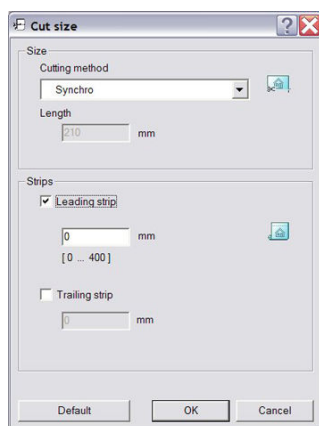 Cut size
Size
Cutting method
Synchro
Length
210 mm
Strips
Leading strip
0 mm
[0 ... 400]
Trailing strip
0 mm
Default OK Cancel